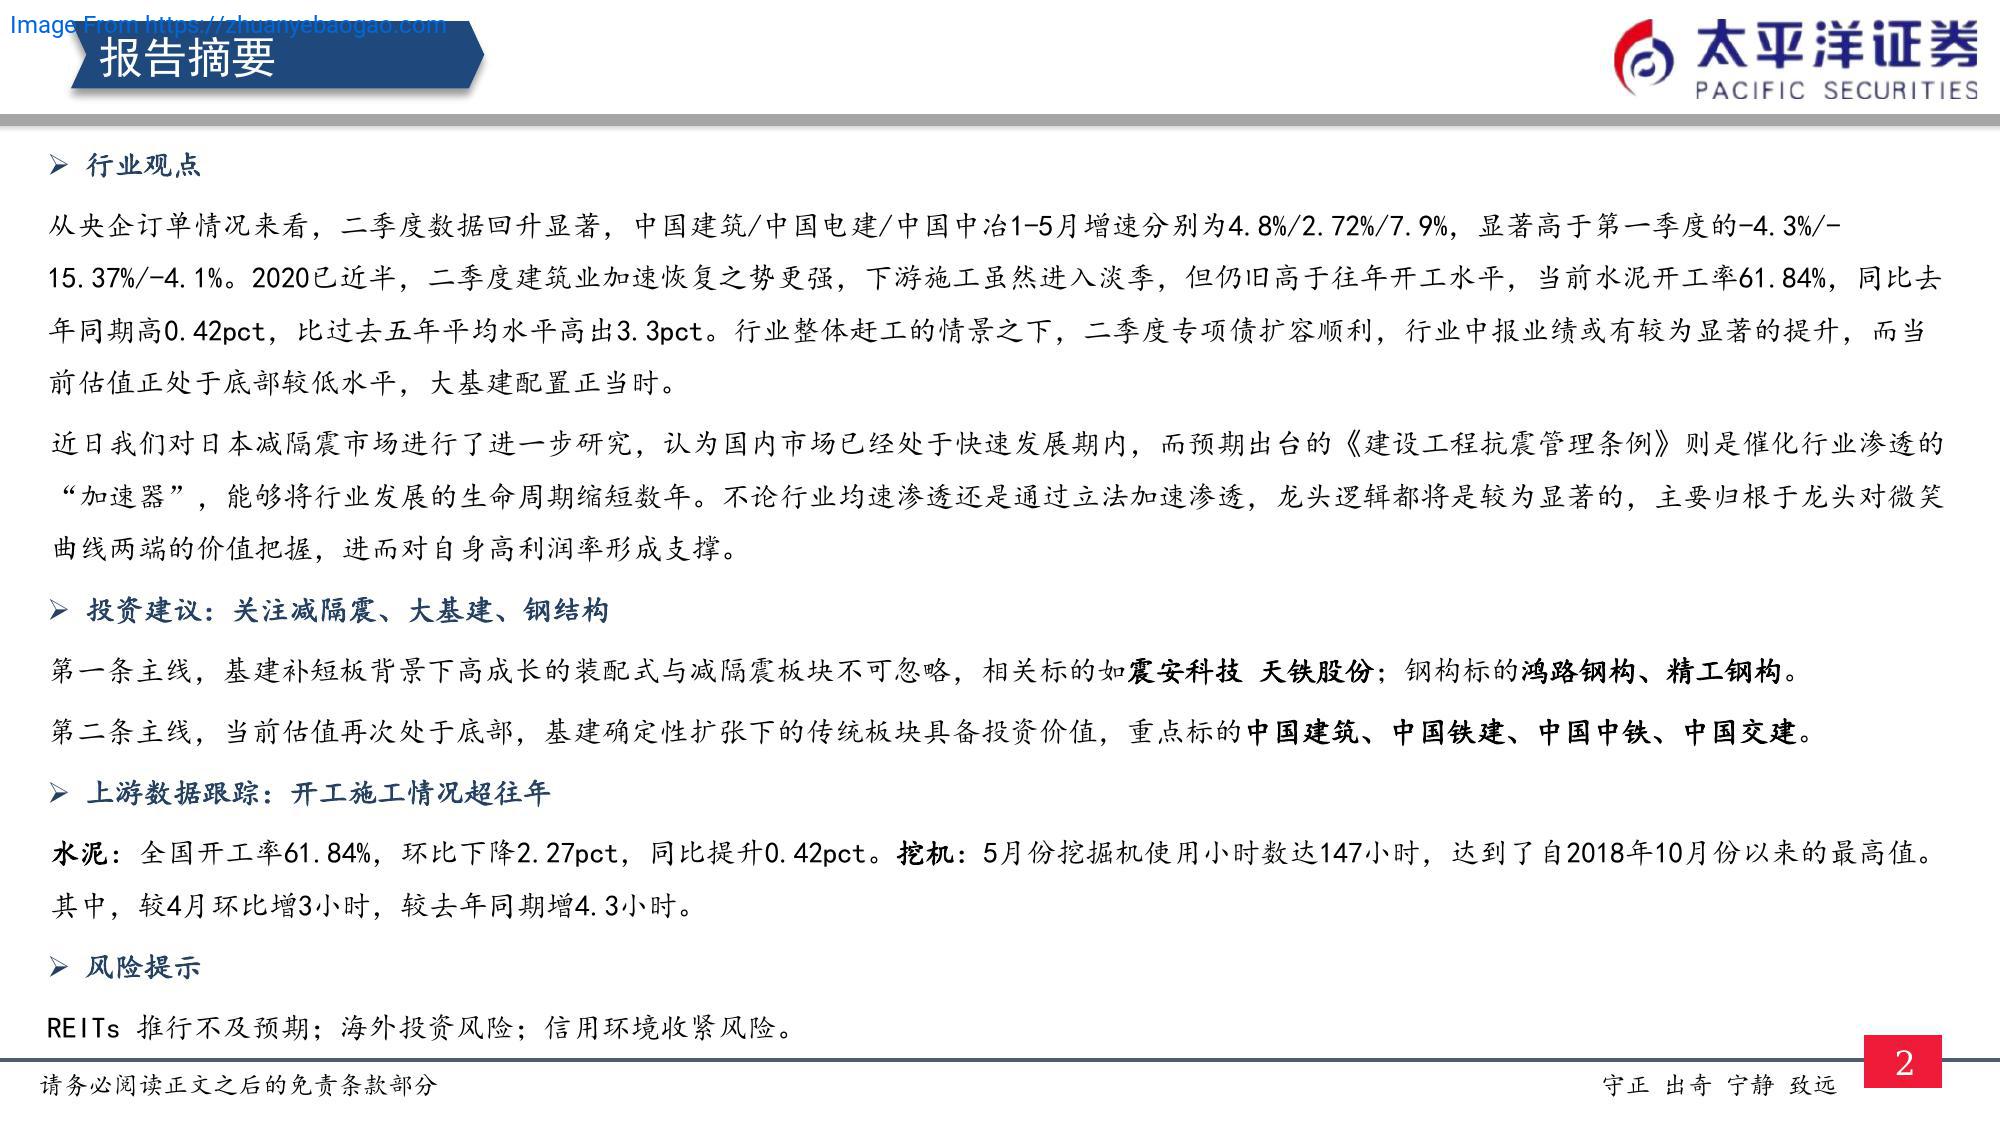 Image From https://zhuanyebaogao.com
报告摘要
太平洋证券
PACIFIC SECURITIES
➢ 行业观点
从央企订单情况来看，二季度数据回升显著，中国建筑/中国电建/中国中冶1-5月增速分别为4.8%/2.72%/7.9%，显著高于第一季度的-4.3%/-
15.37%/-4.1%。2020已近半，二季度建筑业加速恢复之势更强，下游施工虽然进入淡季，但仍旧高于往年开工水平，当前水泥开工率61.84%，同比去
年同期高0.42pct，比过去五年平均水平高出3.3pct。行业整体赶工的情景之下，二季度专项债扩容顺利，行业中报业绩或有较为显著的提升，而当
前估值正处于底部较低水平，大基建配置正当时。
近日我们对日本减隔震市场进行了进一步研究，认为国内市场已经处于快速发展期内，而预期出台的《建设工程抗震管理条例》则是催化行业渗透的
“加速器”，能够将行业发展的生命周期缩短数年。不论行业均速渗透还是通过立法加速渗透，龙头逻辑都将是较为显著的，主要归根于龙头对微笑
曲线两端的价值把握，进而对自身高利润率形成支撑。
➢ 投资建议：关注减隔震、大基建、钢结构
第一条主线，基建补短板背景下高成长的装配式与减隔震板块不可忽略，相关标的如震安科技 天铁股份；钢构标的鸿路钢构、精工钢构。
第二条主线，当前估值再次处于底部，基建确定性扩张下的传统板块具备投资价值，重点标的中国建筑、中国铁建、中国中铁、中国交建。
➢ 上游数据跟踪：开工施工情况超往年
水泥：全国开工率61.84%，环比下降2.27pct，同比提升0.42pct。挖机：5月份挖掘机使用小时数达147小时，达到了自2018年10月份以来的最高值。
其中，较4月环比增3小时，较去年同期增4.3小时。
➢ 风险提示
REITs 推行不及预期；海外投资风险；信用环境收紧风险。
请务必阅读正文之后的免责条款部分
守正 出奇 宁静 致远
2